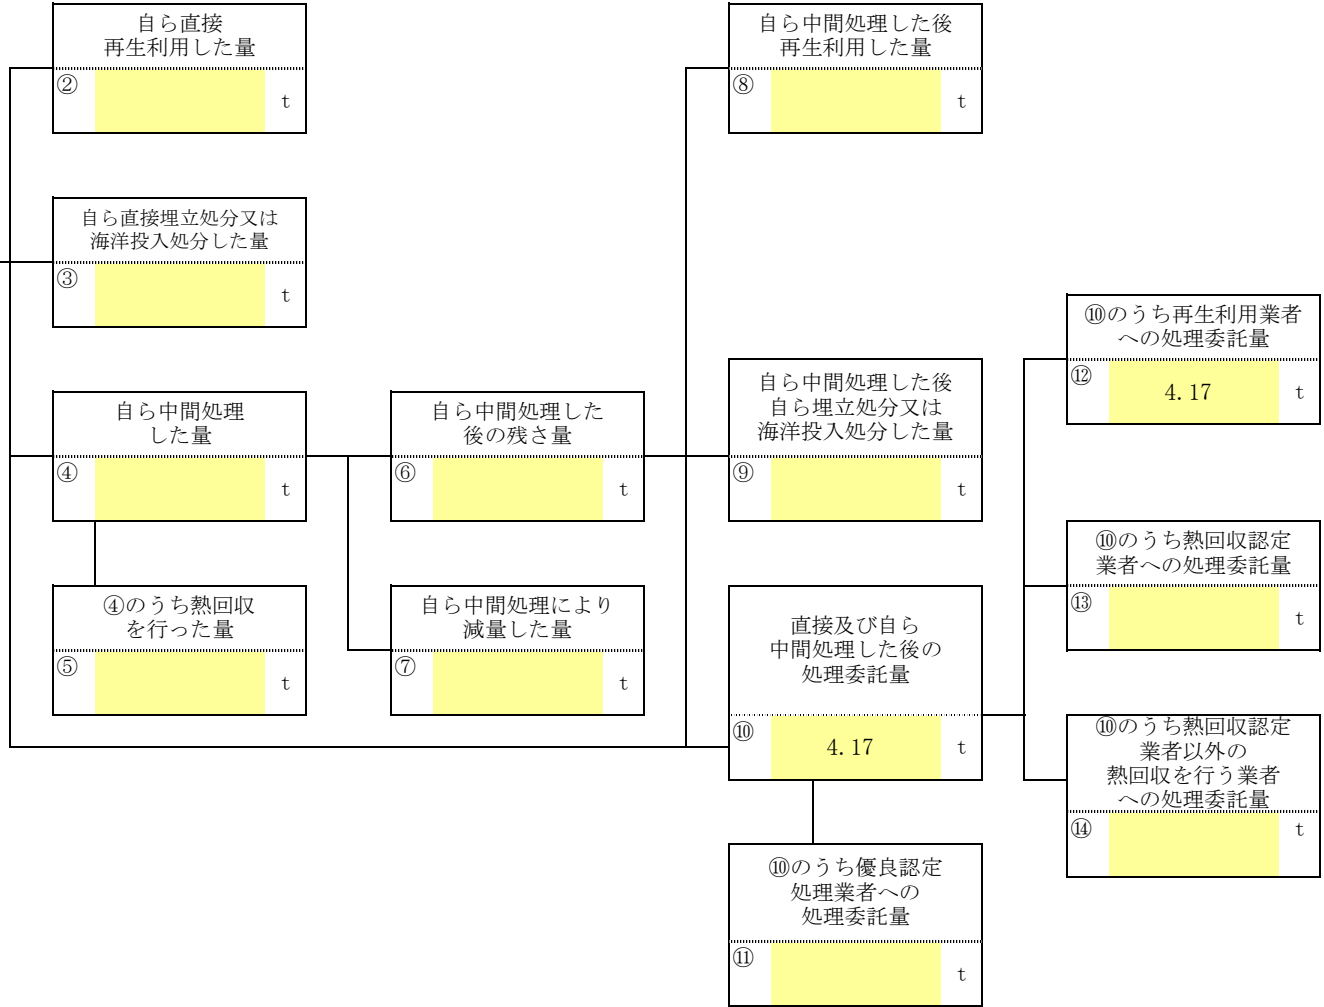 自ら直接
再生利用した量
②
t
自ら中間処理した後
再生利用した量
⑧
t
自ら直接埋立処分又は
海洋投入処分した量
③
t
⑩のうち再生利用業者
への処理委託量
⑫
4.17 t
自ら中間処理
した量
④
t
自ら中間処理した
後の残さ量
⑥
t
自ら中間処理した後
自ら埋立処分又は
海洋投入処分した量
⑨
t
⑩のうち熱回収認定
業者への処理委託量
⑬
t
④のうち熱回収
を行った量
⑤
t
自ら中間処理により
減量した量
⑦
t
直接及び自ら
中間処理した後の
処理委託量
⑩
4.17 t
⑩のうち熱回収認定
業者以外の
熱回収を行う業者
への処理委託量
⑭
t
⑩のうち優良認定
処理業者への
処理委託量
⑪
t